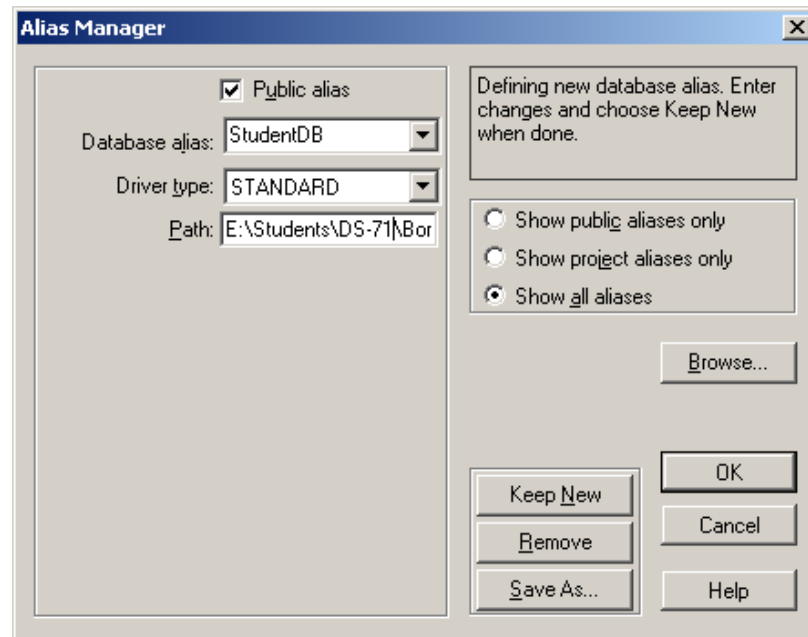 Alias Manager
Public alias
Database alias: StudentDB
Driver type: STANDARD
Path: E:\Students\DS-71\Bor
Defining new database alias. Enter
changes and choose Keep New
when done.
Show public aliases only
Show project aliases only
Show all aliases
Browse...
Keep New
Remove
Save As...
OK
Cancel
Help